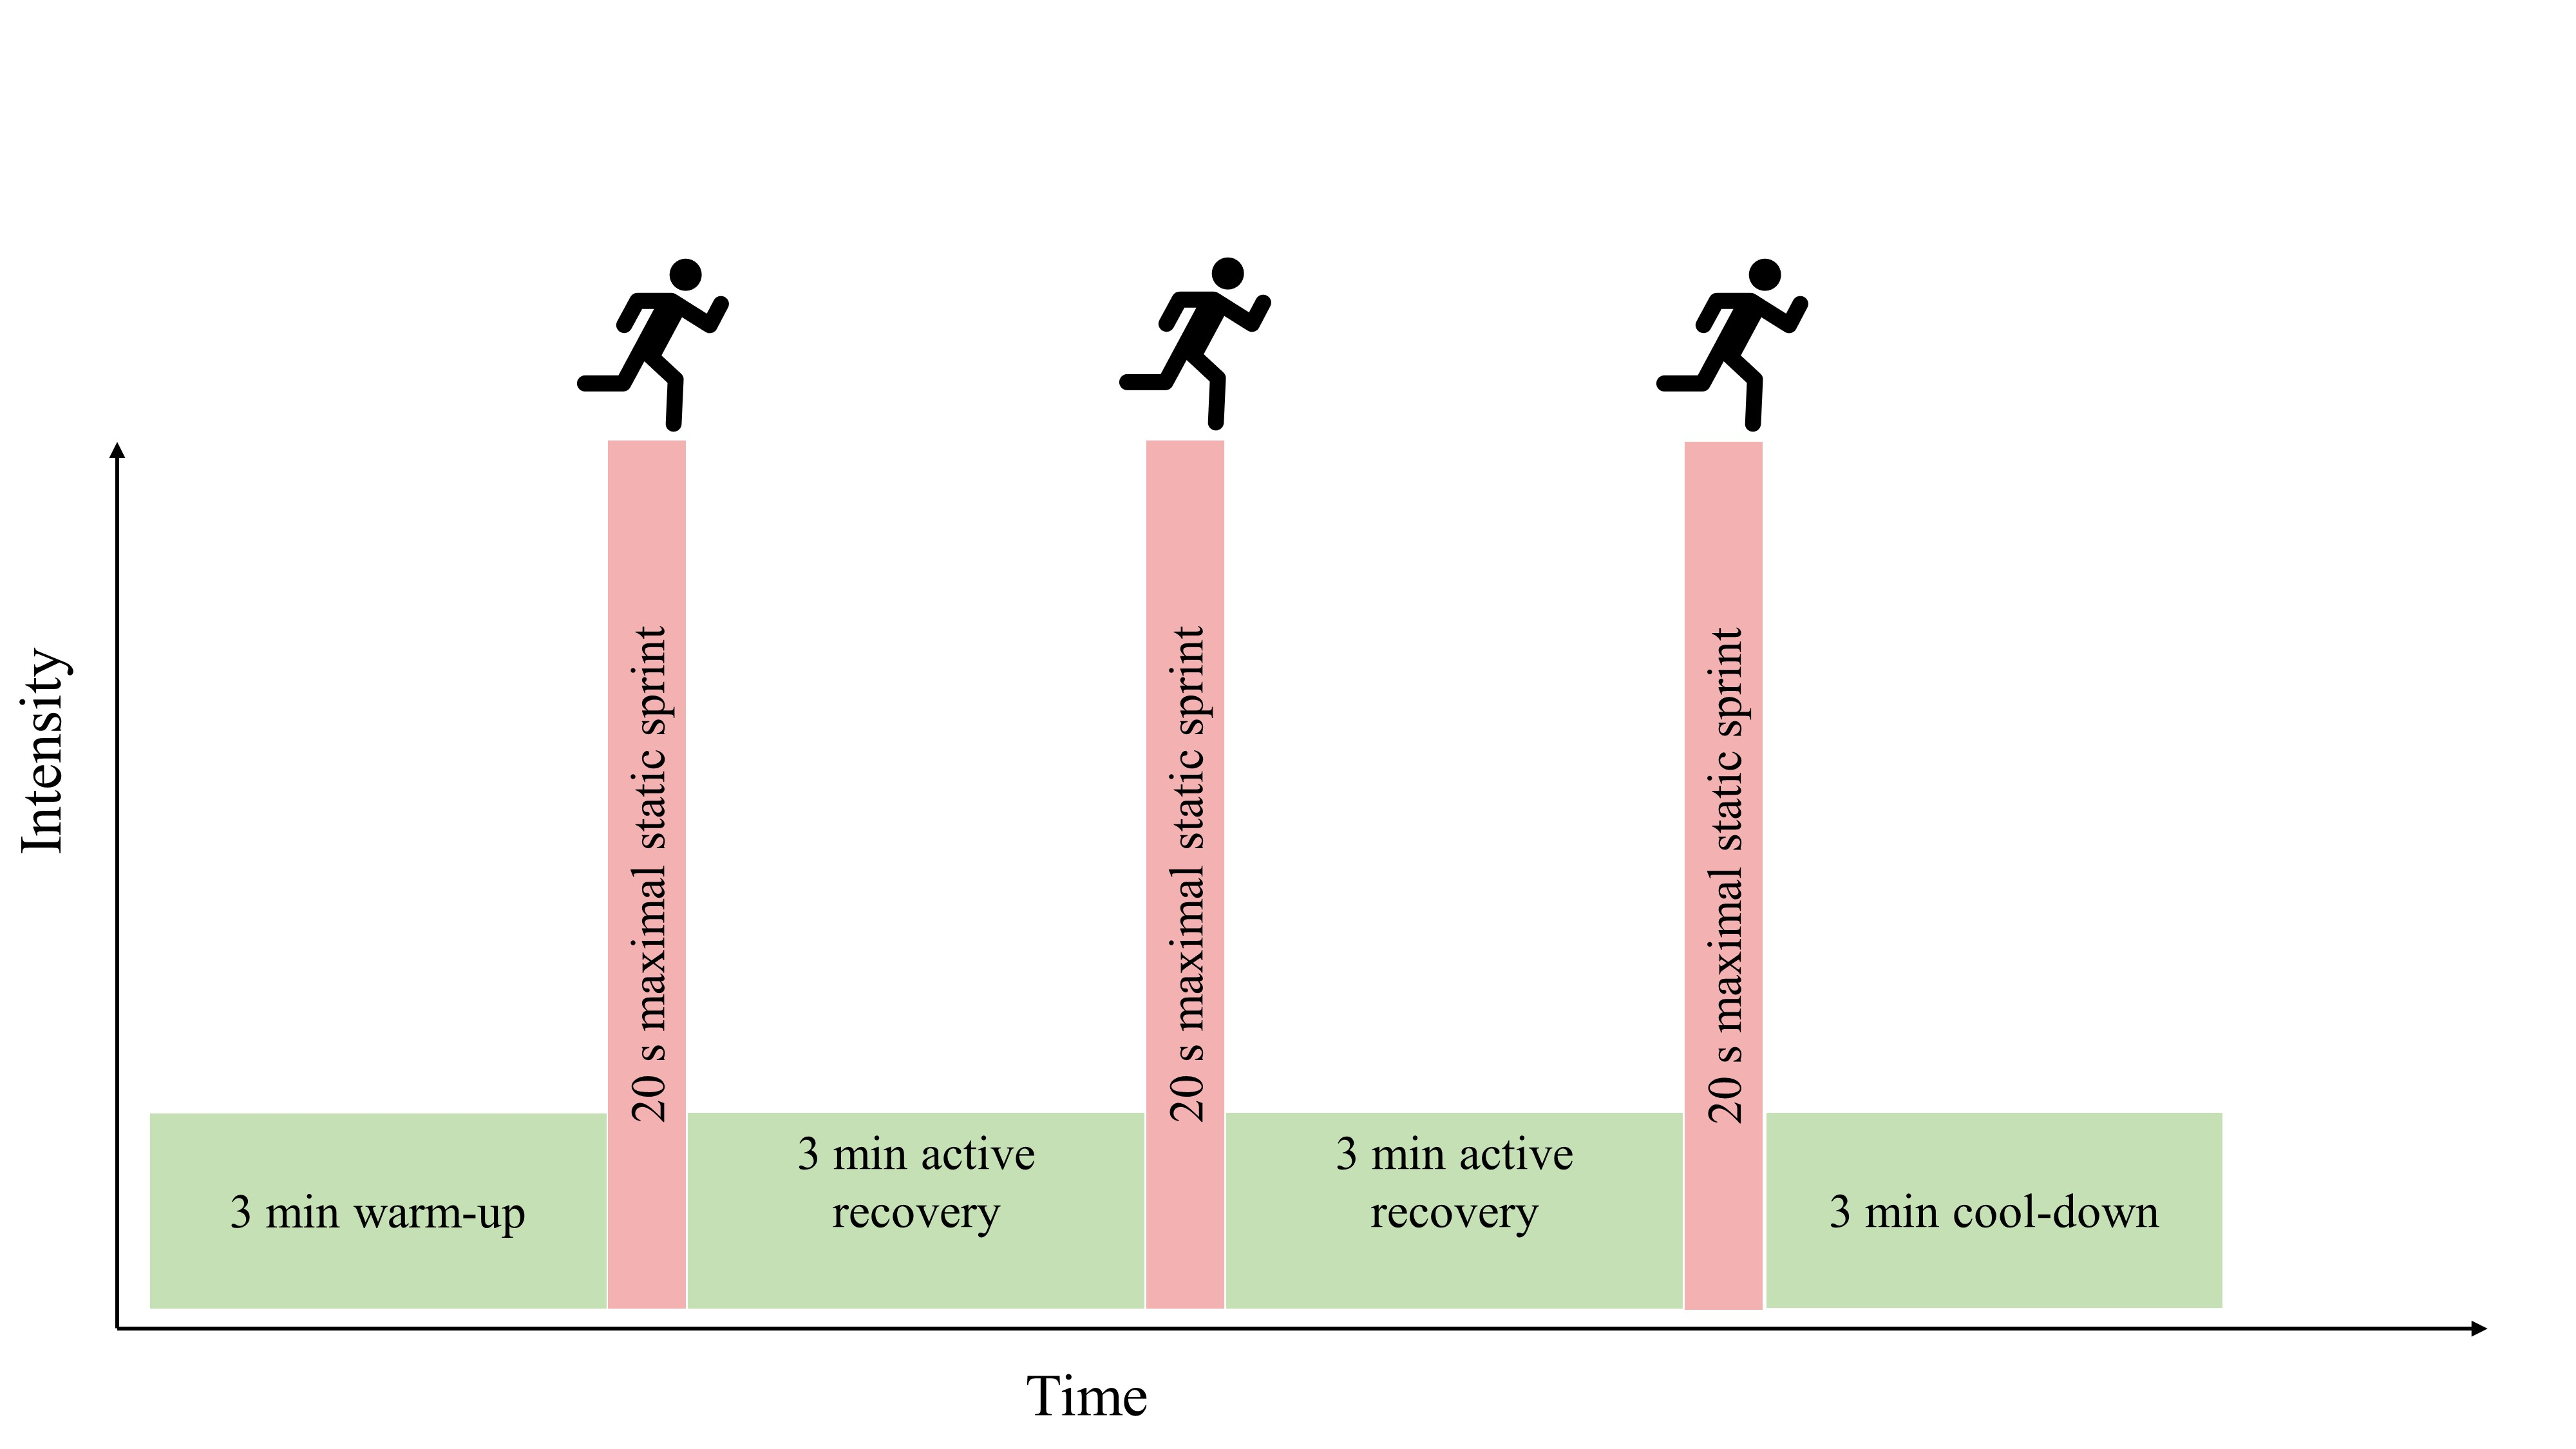 Intensity
3 min warm-up
20 s maximal static sprint
3 min active
recovery
20 s maximal static sprint
3 min active
recovery
20 s maximal static sprint
3 min cool-down
Time